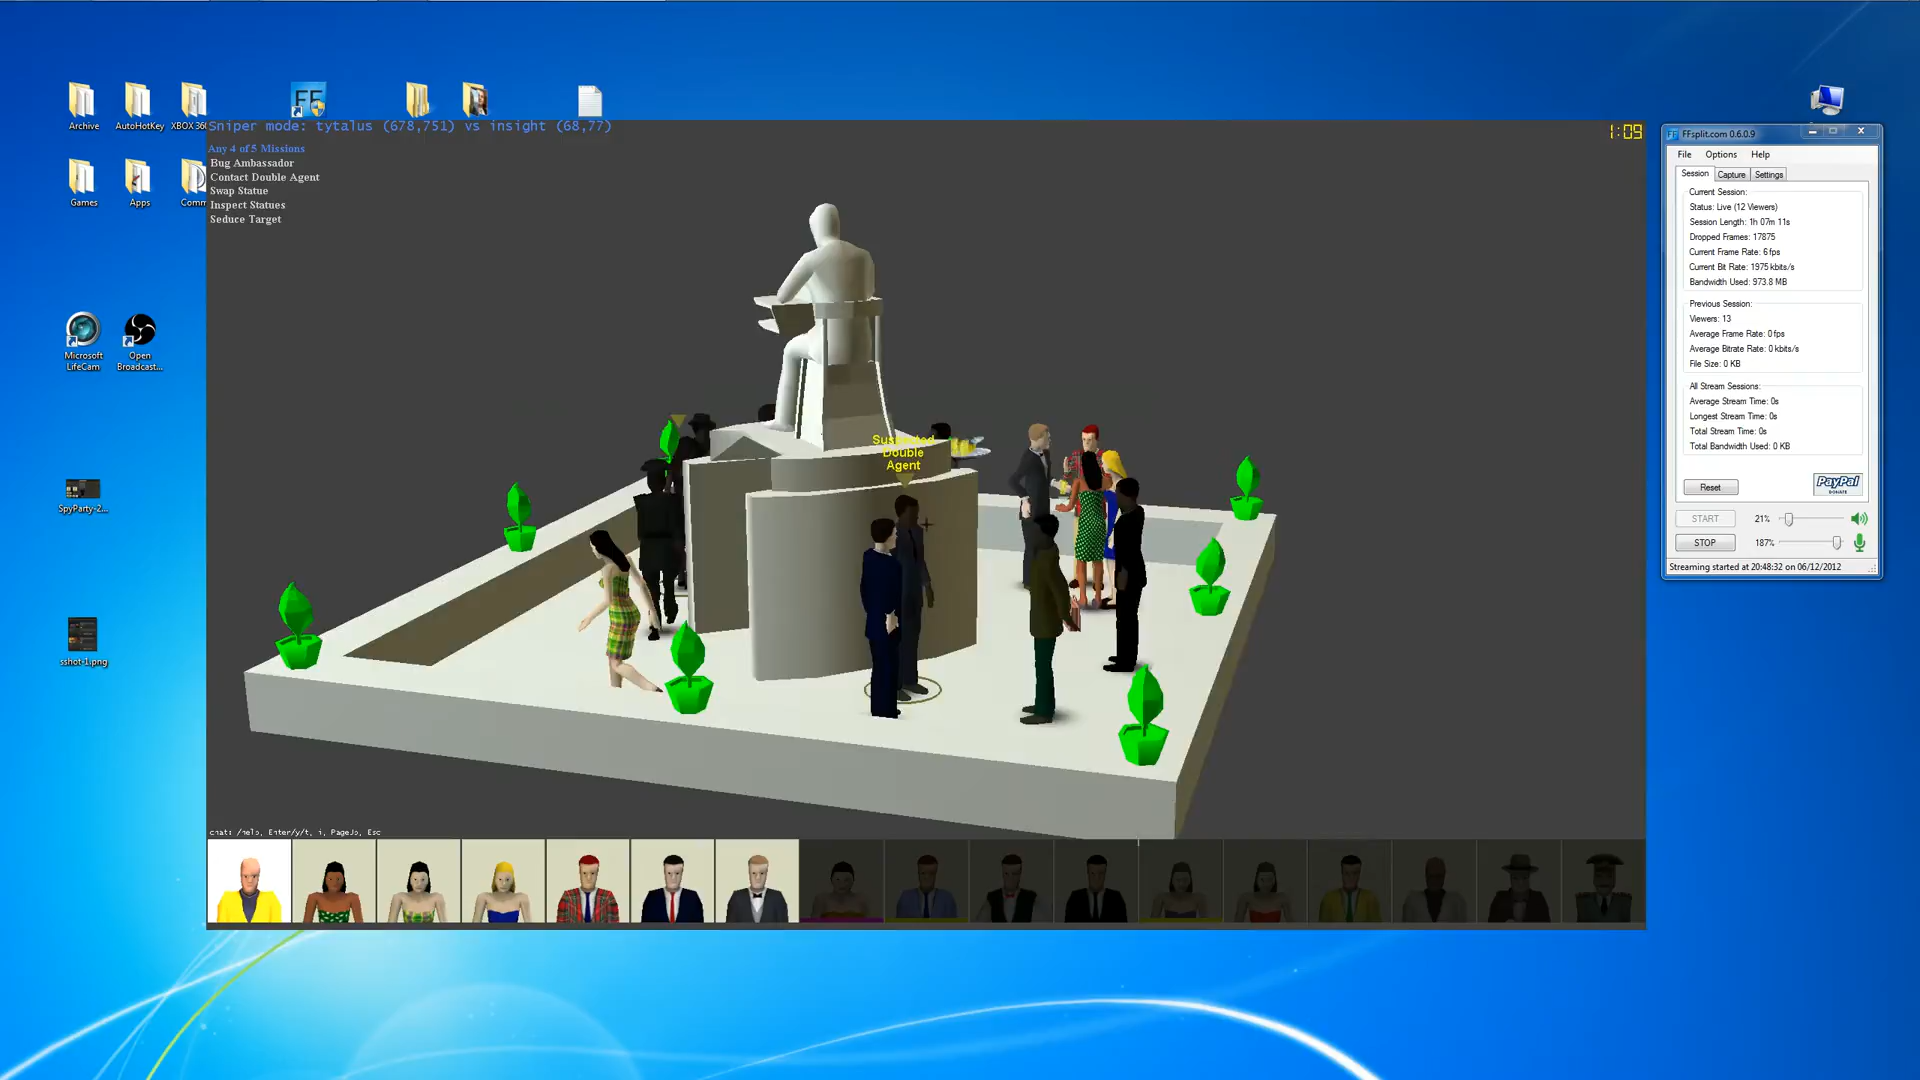 Archive
AutoHotKey
XBOX 360
Games
Apps
Microsoft
LifeCam
Open
Broadcast...
SpyParty-2...
sshot-1.png
Sniper mode: tytalus (678,751) vs insight (68,77)
1:09
Any 4 of 5 Missions
Bug Ambassador
Contact Double Agent
Swap Statue
Inspect Statues
Seduce Target
Suspected
Double
Agent
chat: /help, Enter/y/t, i, PageUp, Esc
FFsplit.com 0.6.0.9
File Options Help
Session Capture Settings
Current Session:
Status: Live (12 Viewers)
Session Length: 1h 07m 11s
Dropped Frames: 17875
Current Frame Rate: 6 fps
Current Bit Rate: 1975 kbits/s
Bandwidth Used: 973.8 MB
Previous Session:
Viewers: 13
Average Frame Rate: 0 fps
Average Bitrate Rate: 0 kbits/s
File Size: 0 KB
All Stream Sessions:
Average Stream Time: 0s
Longest Stream Time: 0s
Total Stream Time: 0s
Total Bandwidth Used: 0 KB
Reset
PayPal
DONATE
START 21%
STOP 187%
Streaming started at 20:48:32 on 06/12/2012